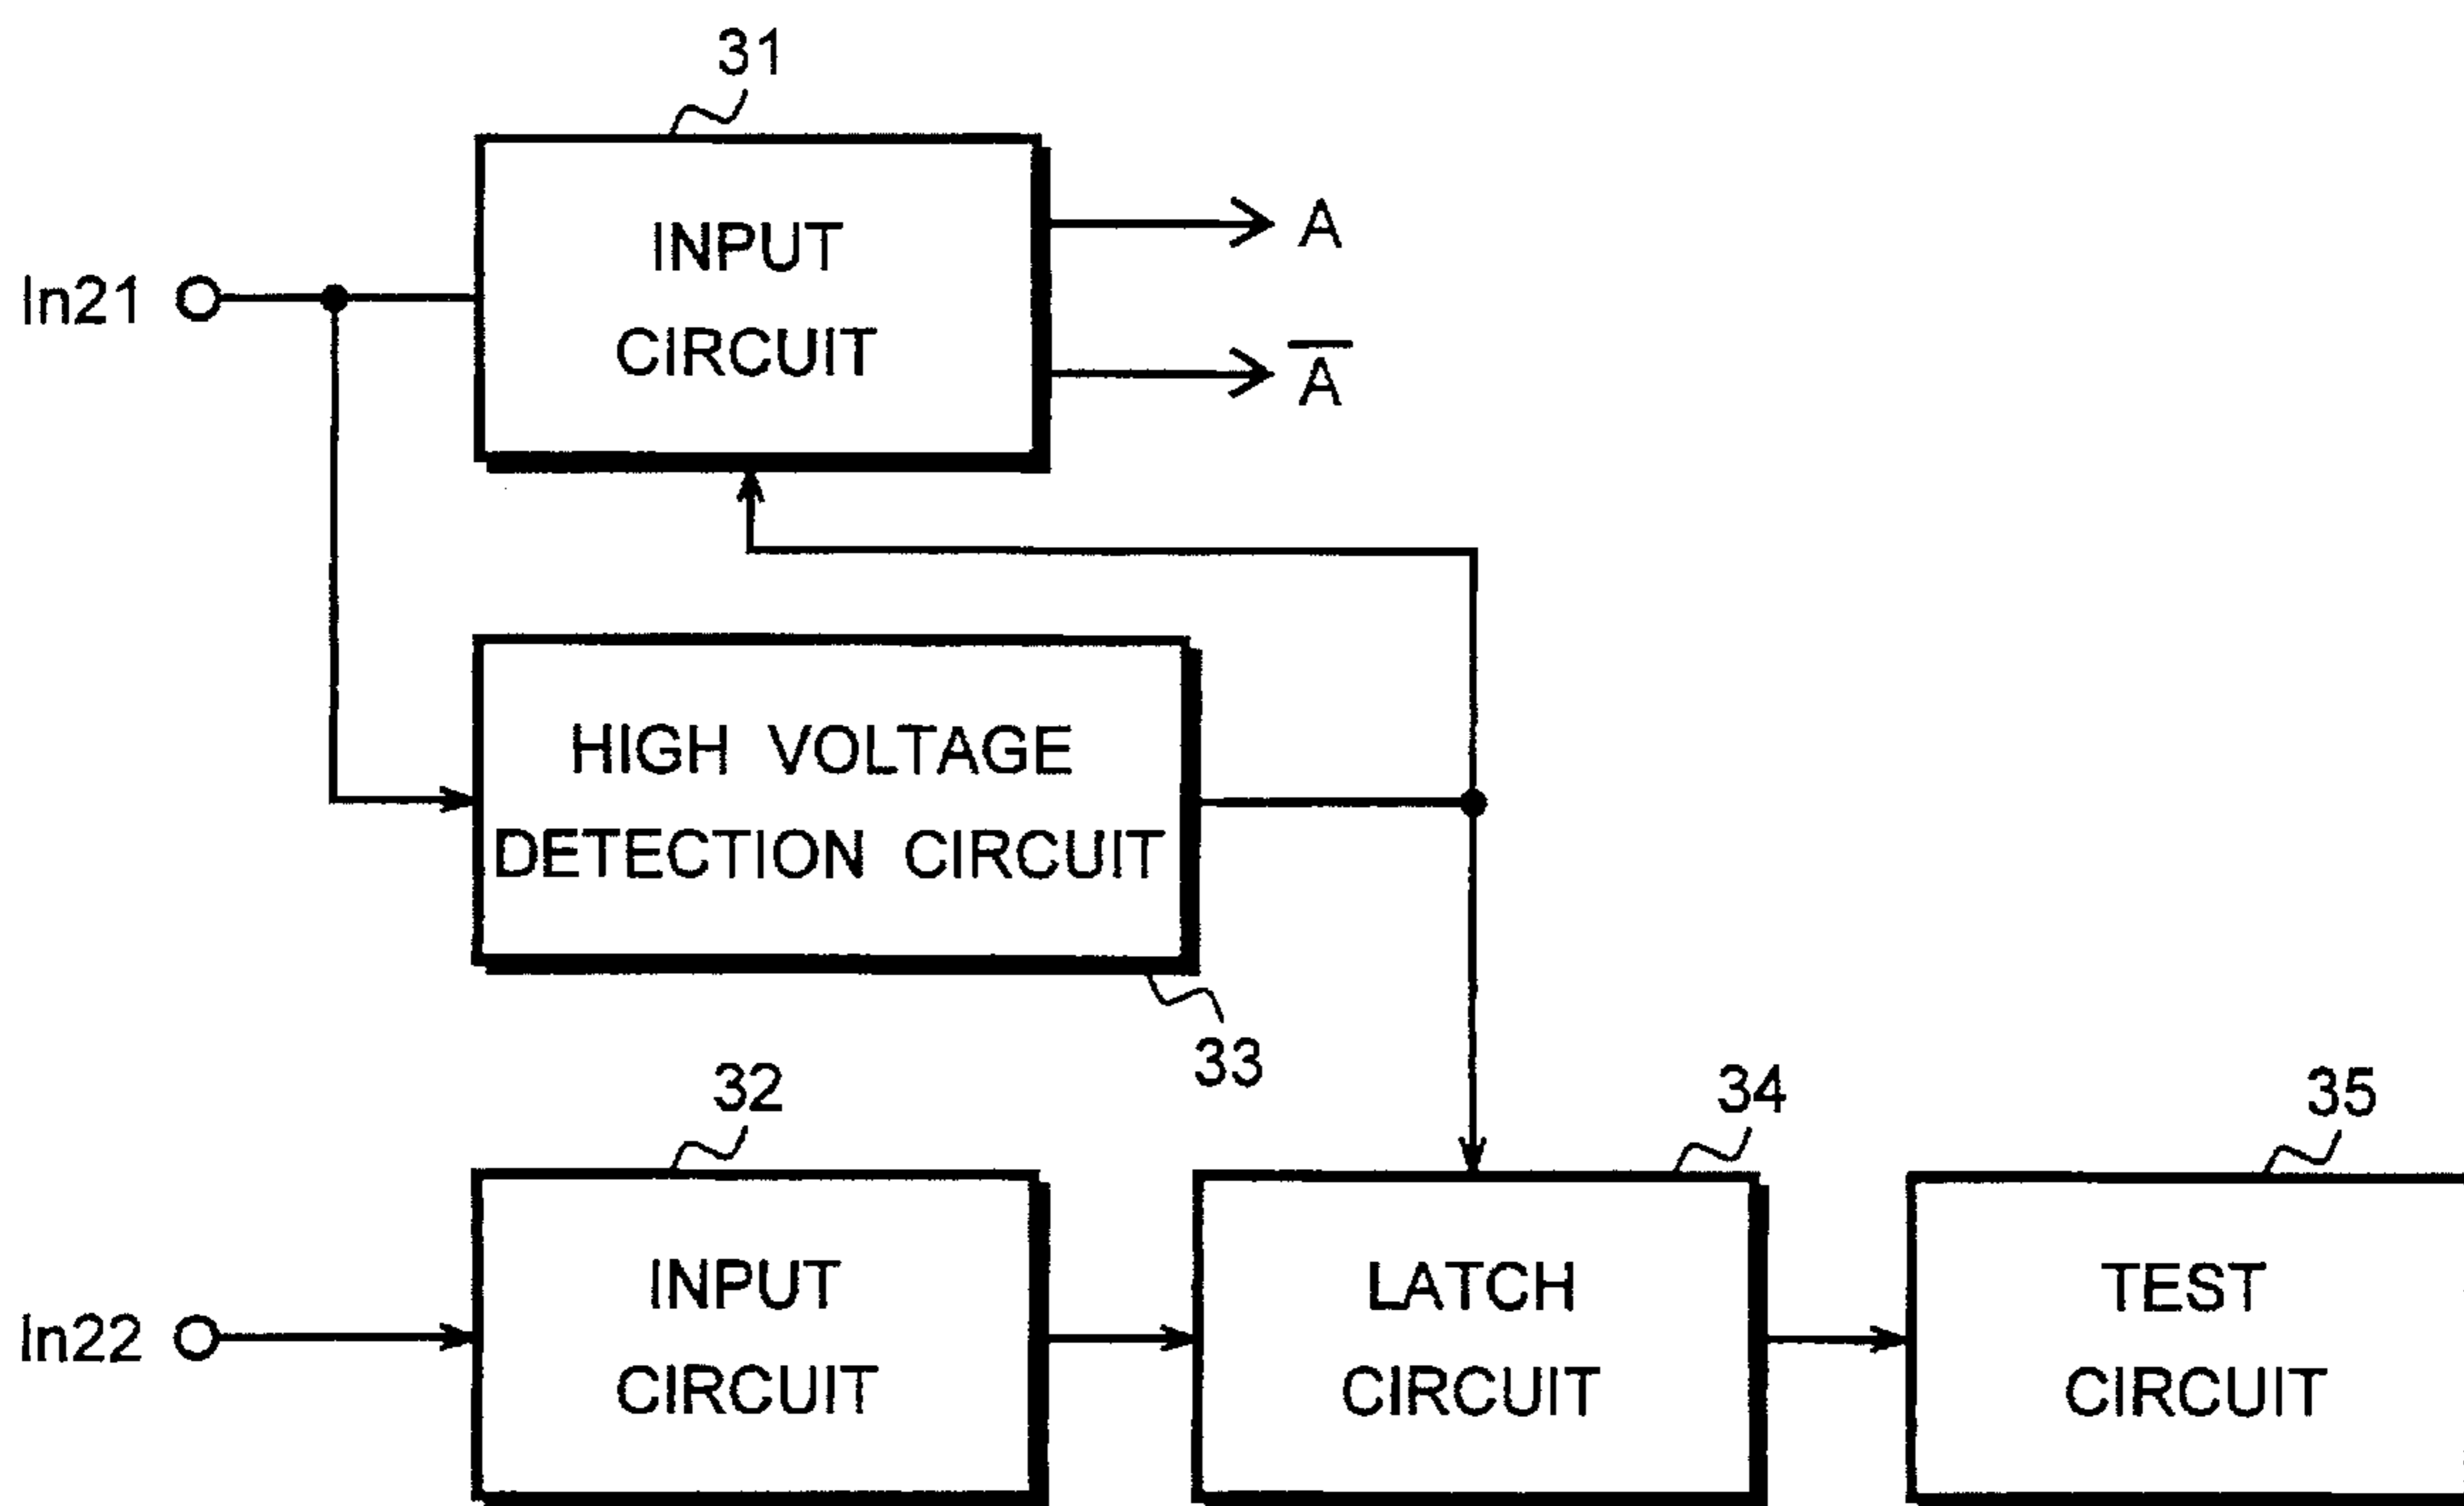 31
INPUT
CIRCUIT
In21
A
A̅
HIGH VOLTAGE
DETECTION CIRCUIT
33
32
34
35
In22
INPUT
CIRCUIT
LATCH
CIRCUIT
TEST
CIRCUIT